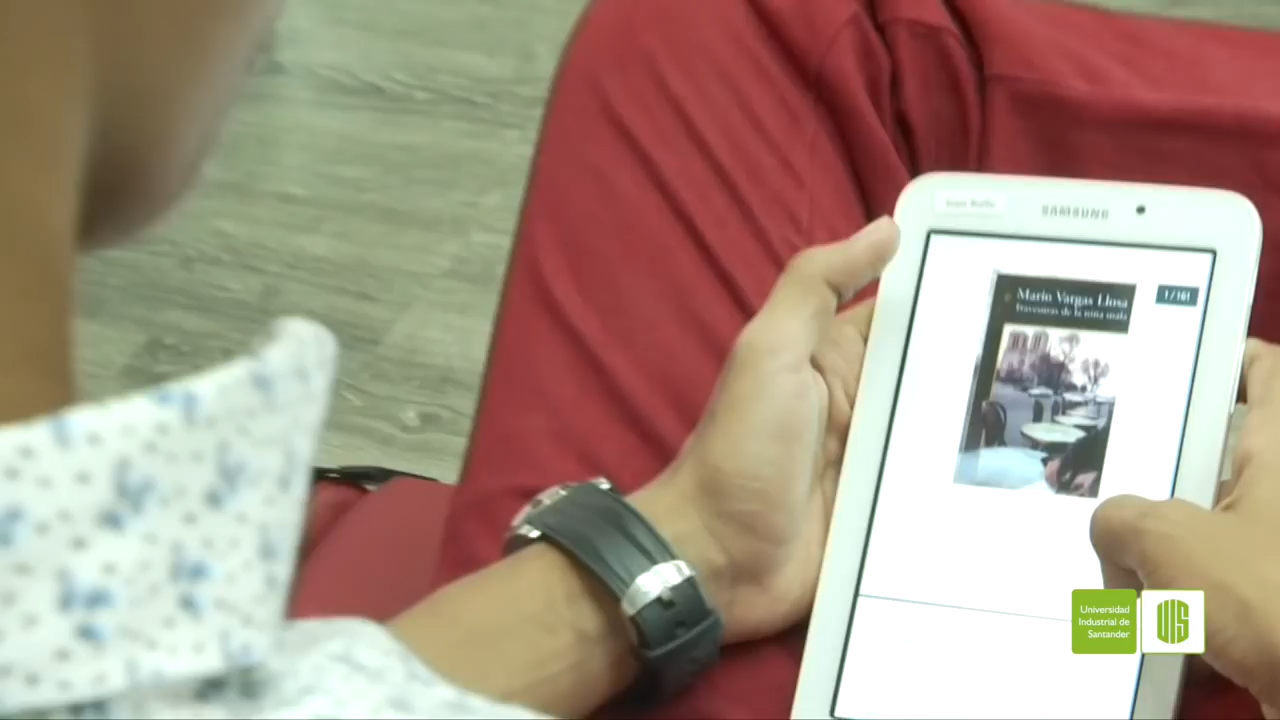 SAMSUNG
Mario Vargas Llosa
Travesuras de la niña mala
1 / 161
Universidad
Industrial de
Santander
UIS